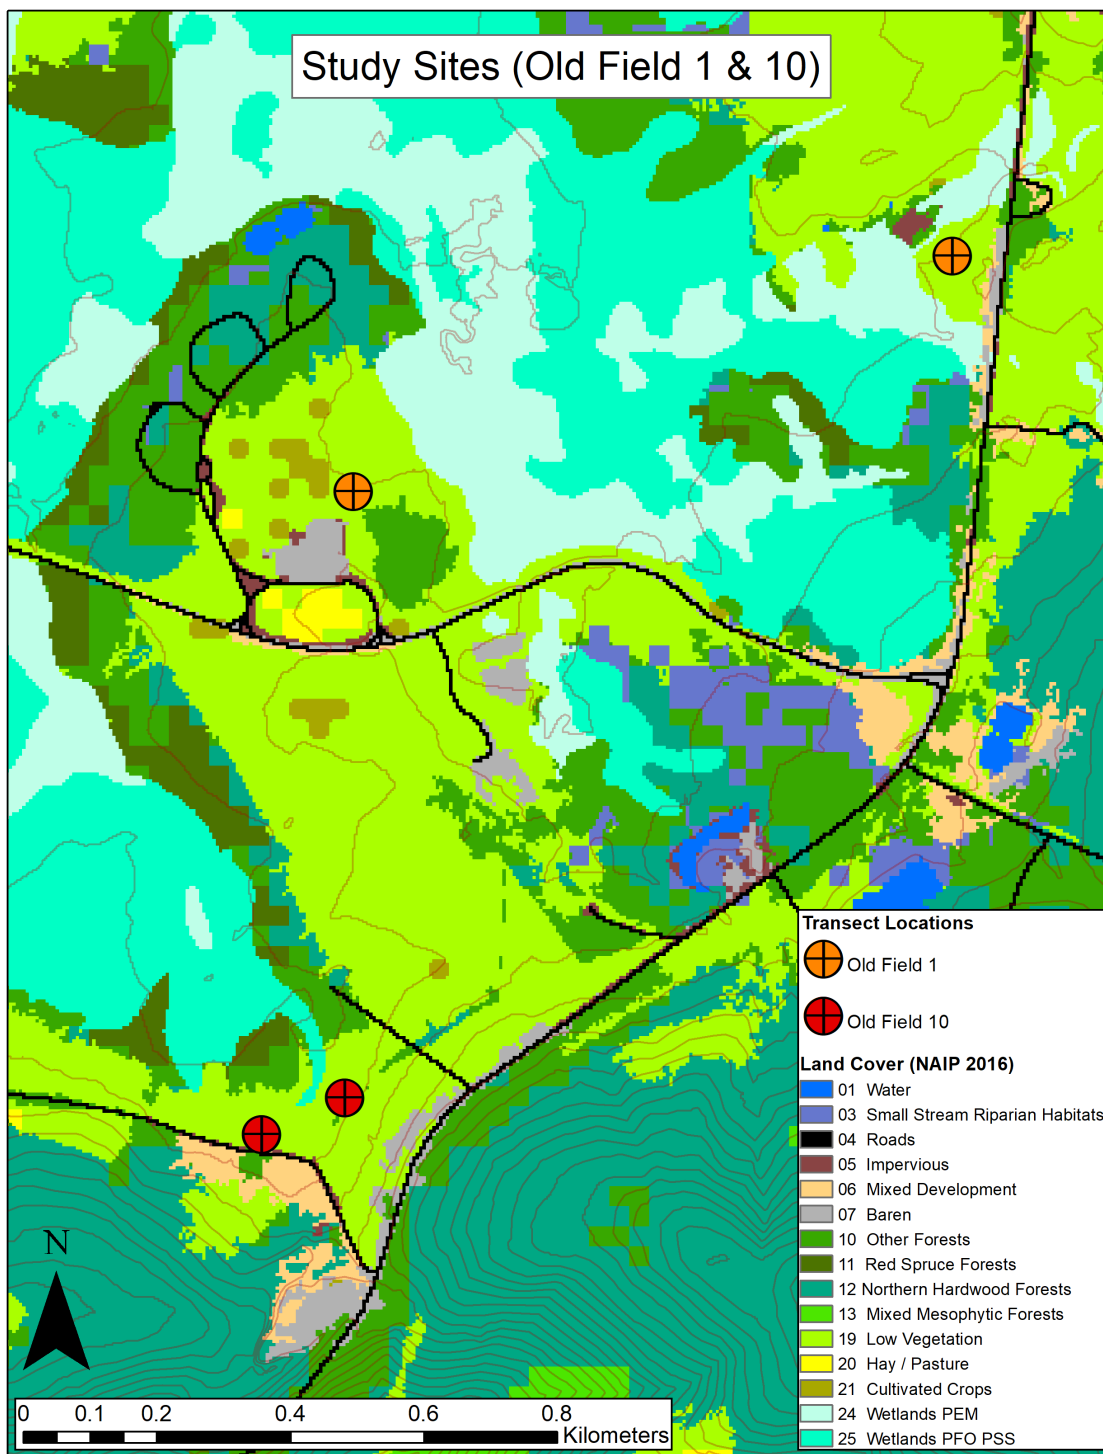 Study Sites (Old Field 1 & 10)
Transect Locations
Old Field 1
Old Field 10
Land Cover (NAIP 2016)
01 Water
03 Small Stream Riparian Habitats
04 Roads
05 Impervious
06 Mixed Development
07 Baren
10 Other Forests
11 Red Spruce Forests
12 Northern Hardwood Forests
13 Mixed Mesophytic Forests
19 Low Vegetation
20 Hay / Pasture
21 Cultivated Crops
24 Wetlands PEM
25 Wetlands PFO PSS
N
0 0.1 0.2 0.4 0.6 0.8
Kilometers